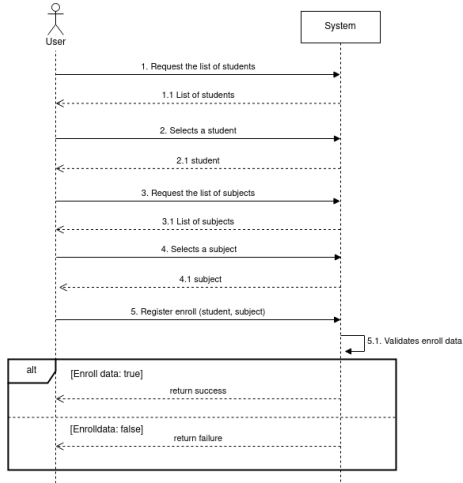 User
System
1. Request the list of students
1.1 List of students
2. Selects a student
2.1 student
3. Request the list of subjects
3.1 List of subjects
4. Selects a subject
4.1 subject
5. Register enroll (student, subject)
5.1. Validates enroll data
alt
[Enroll data: true]
return success
[Enrolldata: false]
return failure